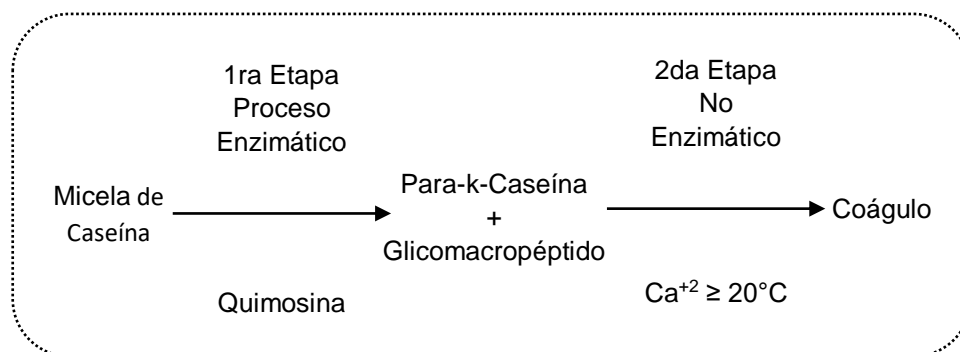 1ra Etapa
Proceso
Enzimático
2da Etapa
No
Enzimático
Micela de
Caseína
Para-k-Caseína
+
Glicomacropéptido
Coágulo
Quimosina
Ca⁺² ≥ 20°C